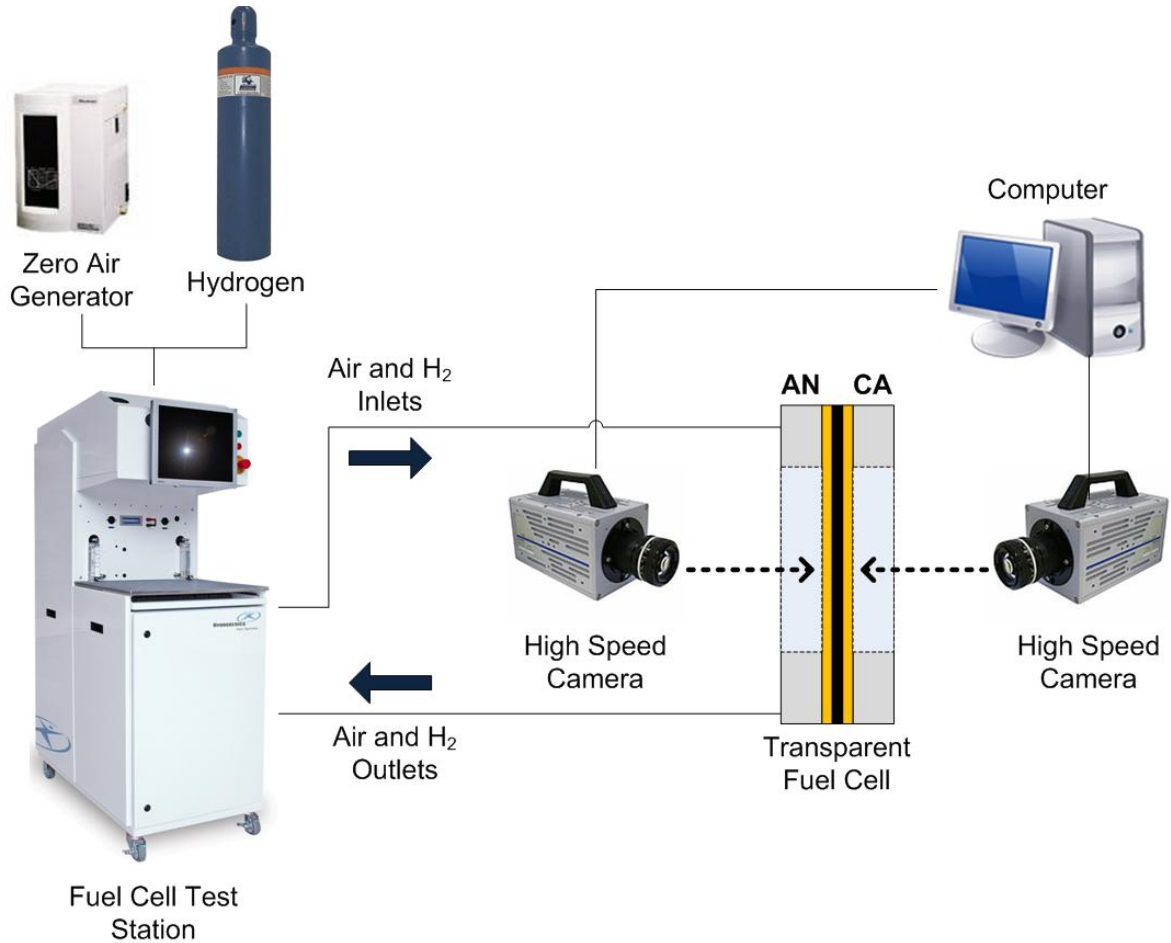 Zero Air
Generator
Hydrogen
Computer
Air and H₂
Inlets
AN
CA
High Speed
Camera
High Speed
Camera
Air and H₂
Outlets
Transparent
Fuel Cell
Fuel Cell Test
Station